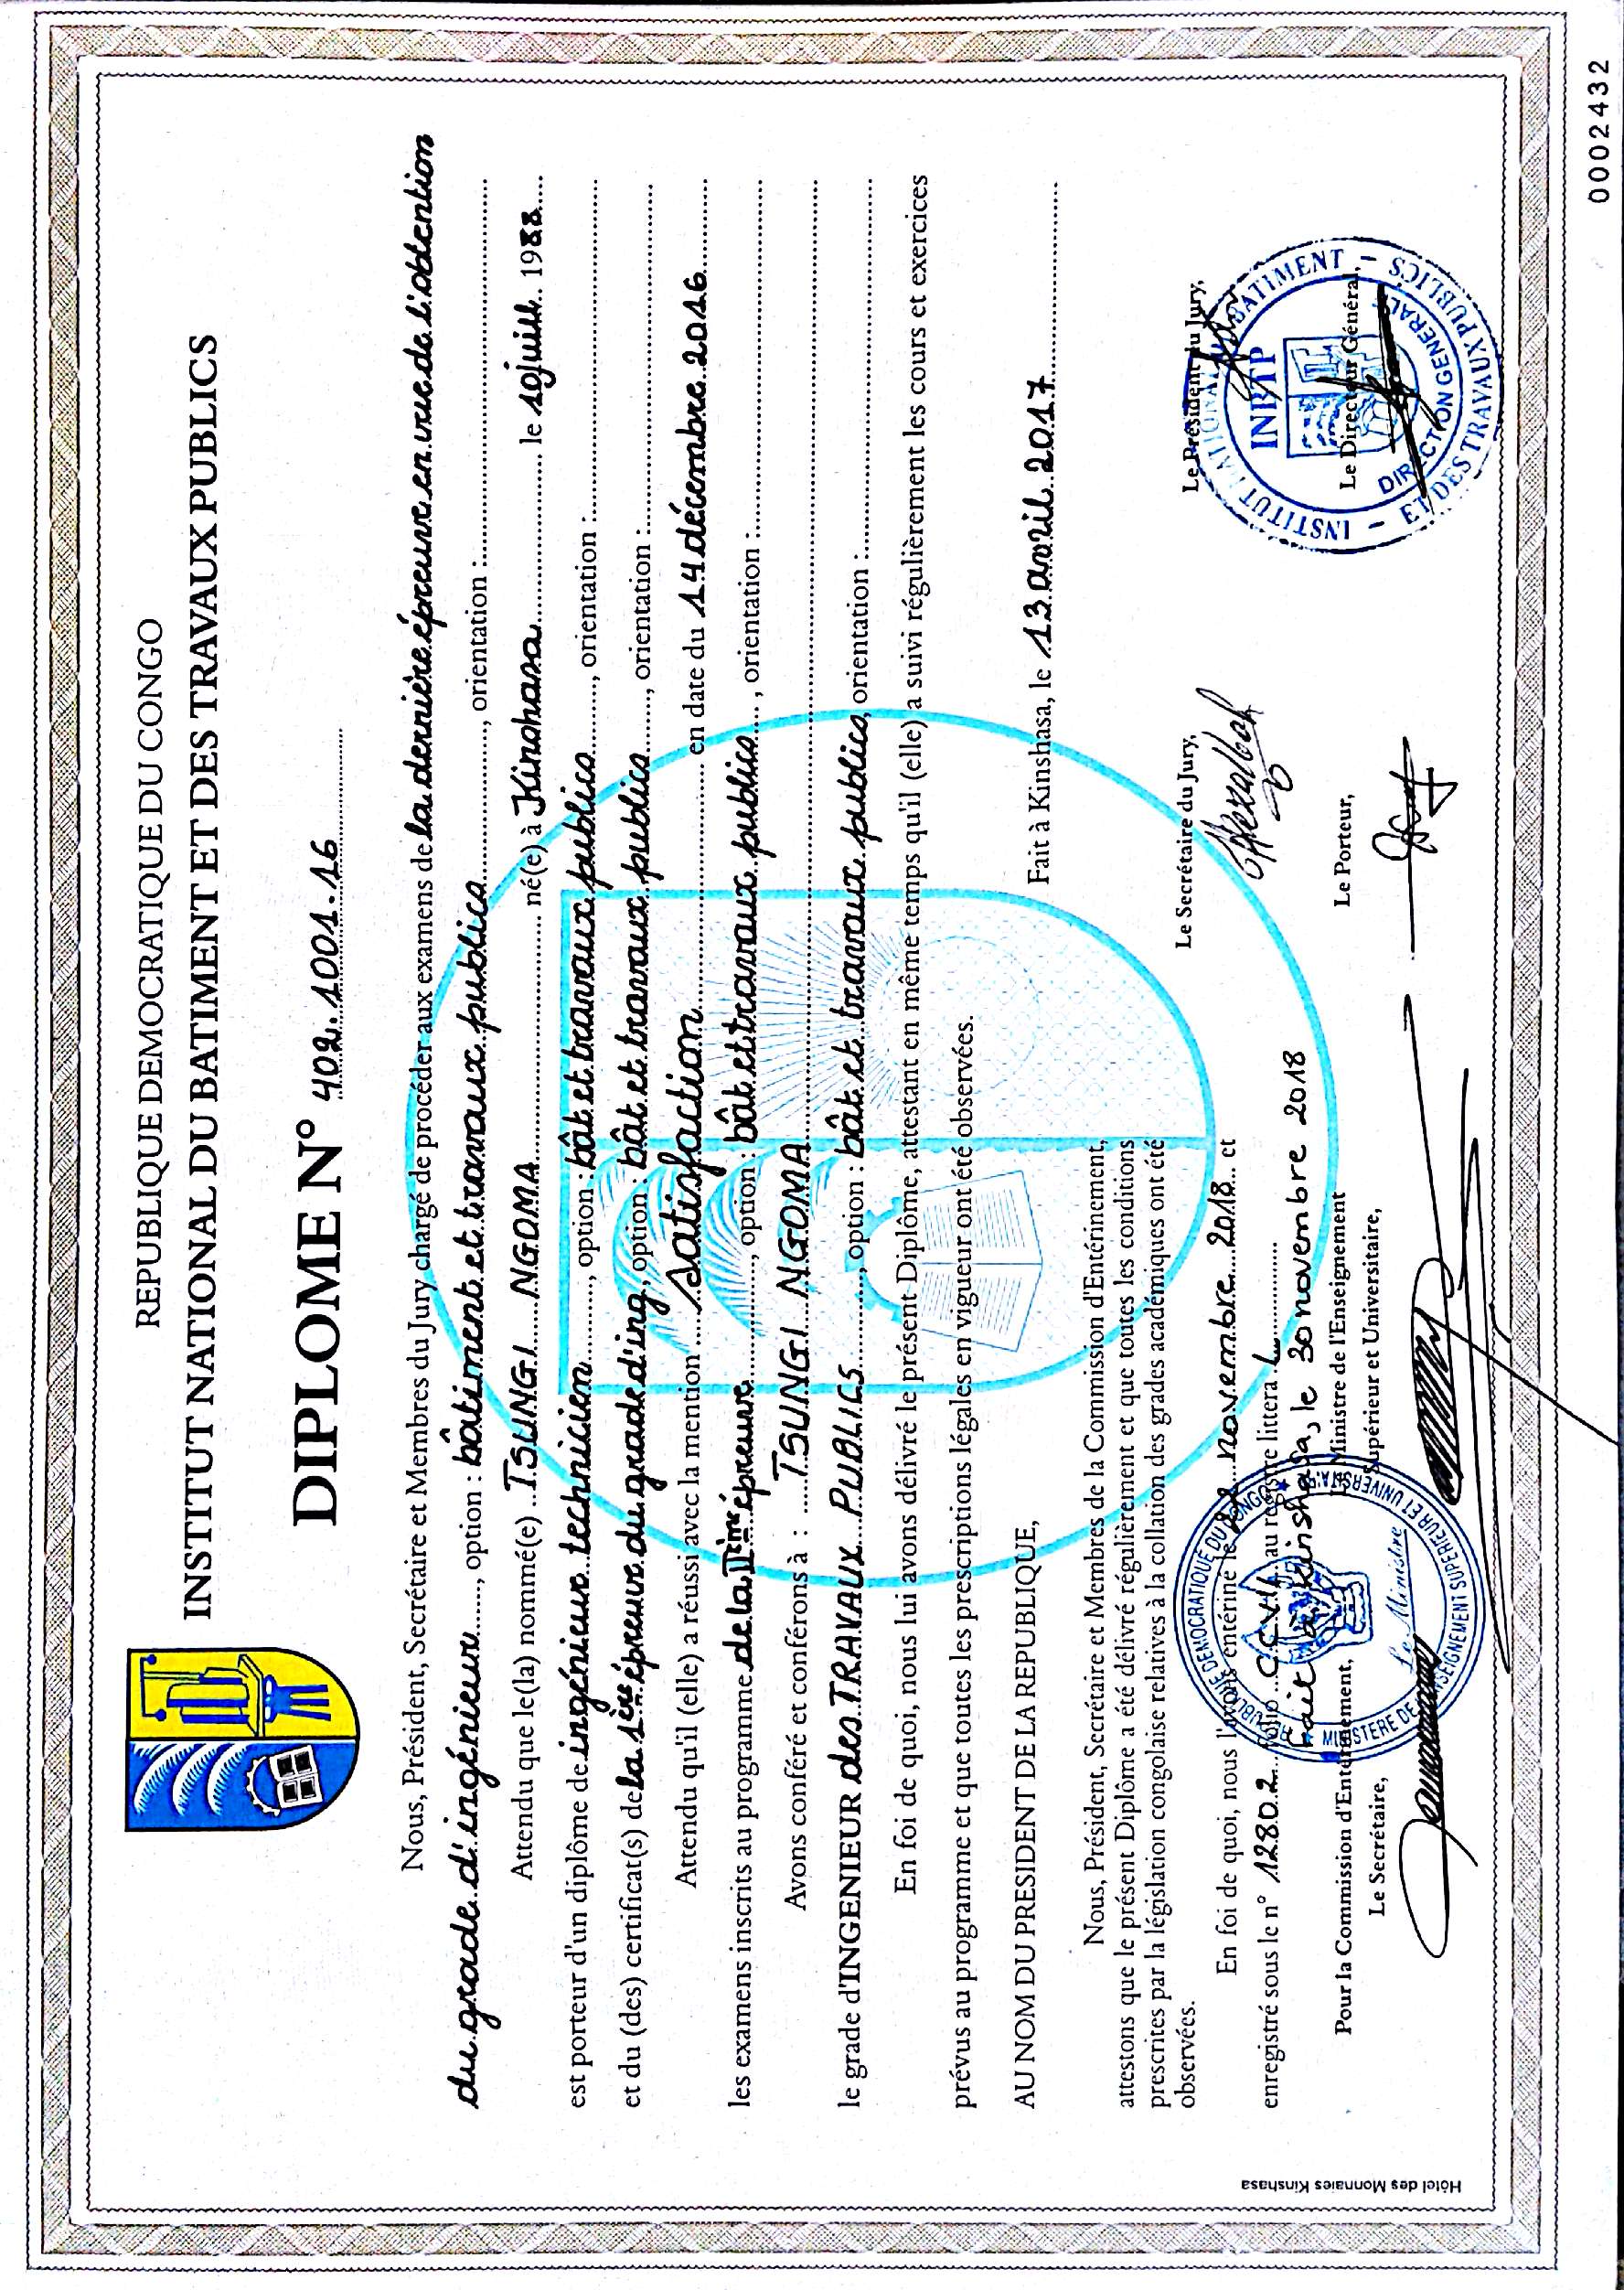 REPUBLIQUE DEMOCRATIQUE DU CONGO
INSTITUT NATIONAL DU BATIMENT ET DES TRAVAUX PUBLICS
DIPLOME N° 402.1001.16
Nous, Président, Secrétaire et Membres du Jury chargé de procéder aux examens de la dernière épreuve en vue de l'obtention
du grade d'ingénieur, option : bâtiment et travaux publics, orientation :
Attendu que le(la) nommé(e) TSUNGI NGOMA né(e) à Kinshasa le 10 juill. 1988
est porteur d'un diplôme de ingénieur technicien, option : bât et travaux publics, orientation :
et du (des) certificat(s) de la 1ère épreuve du grade d'ing, option : bât et travaux publics, orientation :
Attendu qu'il (elle) a réussi avec la mention Satisfaction en date du 14 décembre 2016
les examens inscrits au programme de la IIème épreuve, option : bât et travaux publics, orientation :
Avons conféré et conférons à : TSUNGI NGOMA
le grade d'INGENIEUR des TRAVAUX PUBLICS, option : bât et travaux publics, orientation :
En foi de quoi, nous lui avons délivré le présent Diplôme, attestant en même temps qu'il (elle) a suivi régulièrement les cours et exercices
prévus au programme et que toutes les prescriptions légales en vigueur ont été observées.
AU NOM DU PRESIDENT DE LA REPUBLIQUE,
Fait à Kinshasa, le 13 avril 2017
Nous, Président, Secrétaire et Membres de la Commission d'Entérinement,
attestons que le présent Diplôme a été délivré régulièrement et que toutes les conditions
prescrites par la législation congolaise relatives à la collation des grades académiques ont été
observées.
En foi de quoi, nous l'avons entériné le 22 novembre 2018 et
enregistré sous le n° 12802 folio CCVII au registre littera L
Fait à Kinshasa, le 30 novembre 2018
Pour la Commission d'Entérinement,
Le Secrétaire,
Le Ministre de l'Enseignement
Supérieur et Universitaire,
REPUBLIQUE DEMOCRATIQUE DU CONGO
MINISTERE DE L'ENSEIGNEMENT SUPERIEUR ET UNIVERSITAIRE
Le Ministre
Le Secrétaire du Jury,
Le Porteur,
Le Président du Jury,
INSTITUT NATIONAL DU BATIMENT
INBTP
Le Directeur Général,
DIRECTION GENERALE
ET DES TRAVAUX PUBLICS
Hôtel des Monnaies Kinshasa
0002432